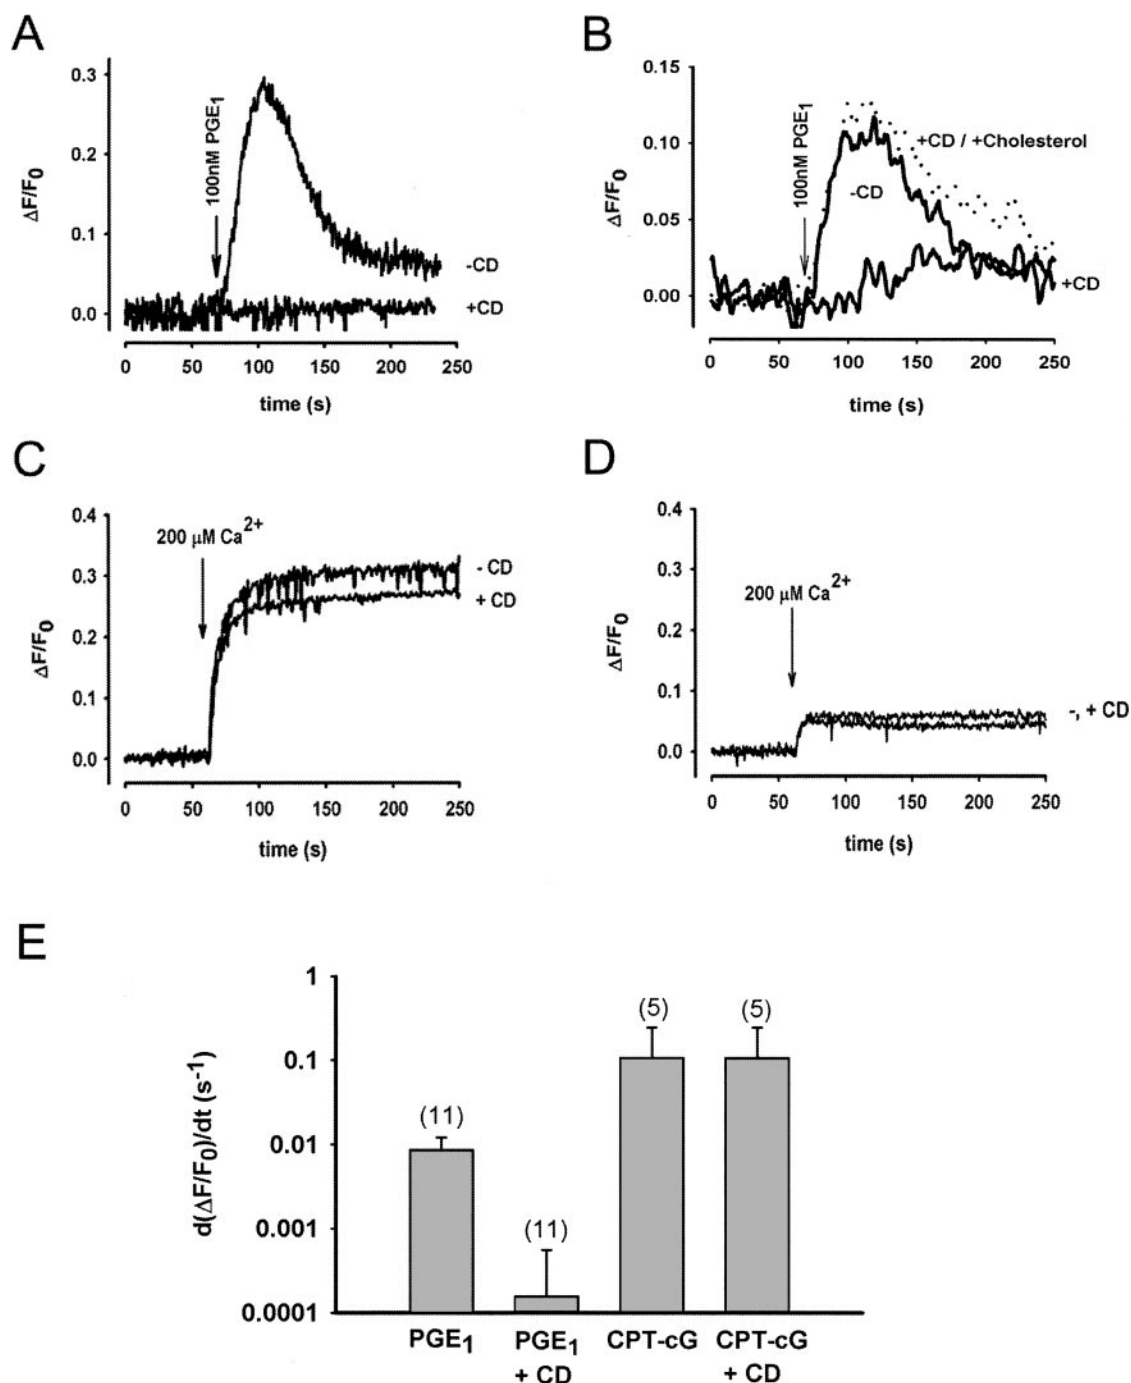 A
ΔF/F0
0.3
0.2
0.1
0.0
100nM PGE1
-CD
+CD
0 50 100 150 200 250
time (s)
B
ΔF/F0
0.15
0.10
0.05
0.00
100nM PGE1
+CD / +Cholesterol
-CD
+CD
0 50 100 150 200 250
time (s)
C
ΔF/F0
0.4
0.3
0.2
0.1
0.0
200 μM Ca2+
- CD
+ CD
0 50 100 150 200 250
time (s)
D
ΔF/F0
0.4
0.3
0.2
0.1
0.0
200 μM Ca2+
-, + CD
0 50 100 150 200 250
time (s)
E
d(ΔF/F0)/dt (s-1)
1
0.1
0.01
0.001
0.0001
(11)
(11)
(5)
(5)
PGE1
PGE1
+ CD
CPT-cG
CPT-cG
+ CD